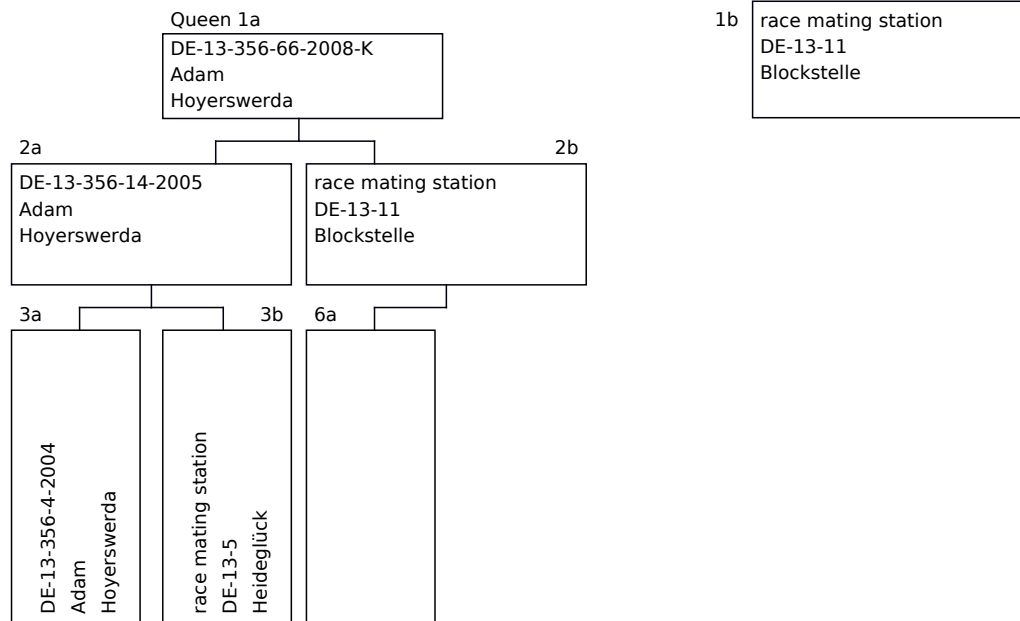 Queen 1a
DE-13-356-66-2008-K
Adam
Hoyerswerda
1b
race mating station
DE-13-11
Blockstelle
2a
DE-13-356-14-2005
Adam
Hoyerswerda
2b
race mating station
DE-13-11
Blockstelle
3a
DE-13-356-4-2004
Adam
Hoyerswerda
3b
race mating station
DE-13-5
Heideglück
6a